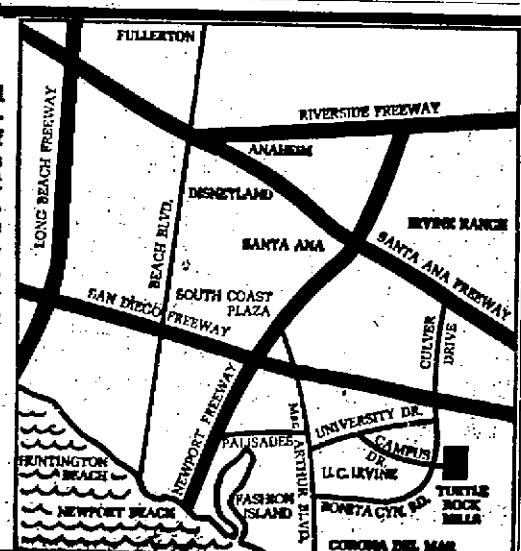 FULLERTON
RIVERSIDE FREEWAY
LONG BEACH FREEWAY
ANAHEIM
DISNEYLAND
BEACH BLVD.
IRVINE RANGE
SANTA ANA
SANTA ANA FREEWAY
SAN DIEGO FREEWAY
SOUTH COAST
PLAZA
CULVER
DRIVE
NEWPORT FREEWAY
MAC ARTHUR BLVD.
UNIVERSITY DR.
PALISADES
CAMPUS
DR.
HUNTINGTON
BEACH
U.C. IRVINE
TURTLE
ROCK
HILLS
FASHION
ISLAND
BONITA CYN. RD.
NEWPORT BEACH
CORONA DEL MAR